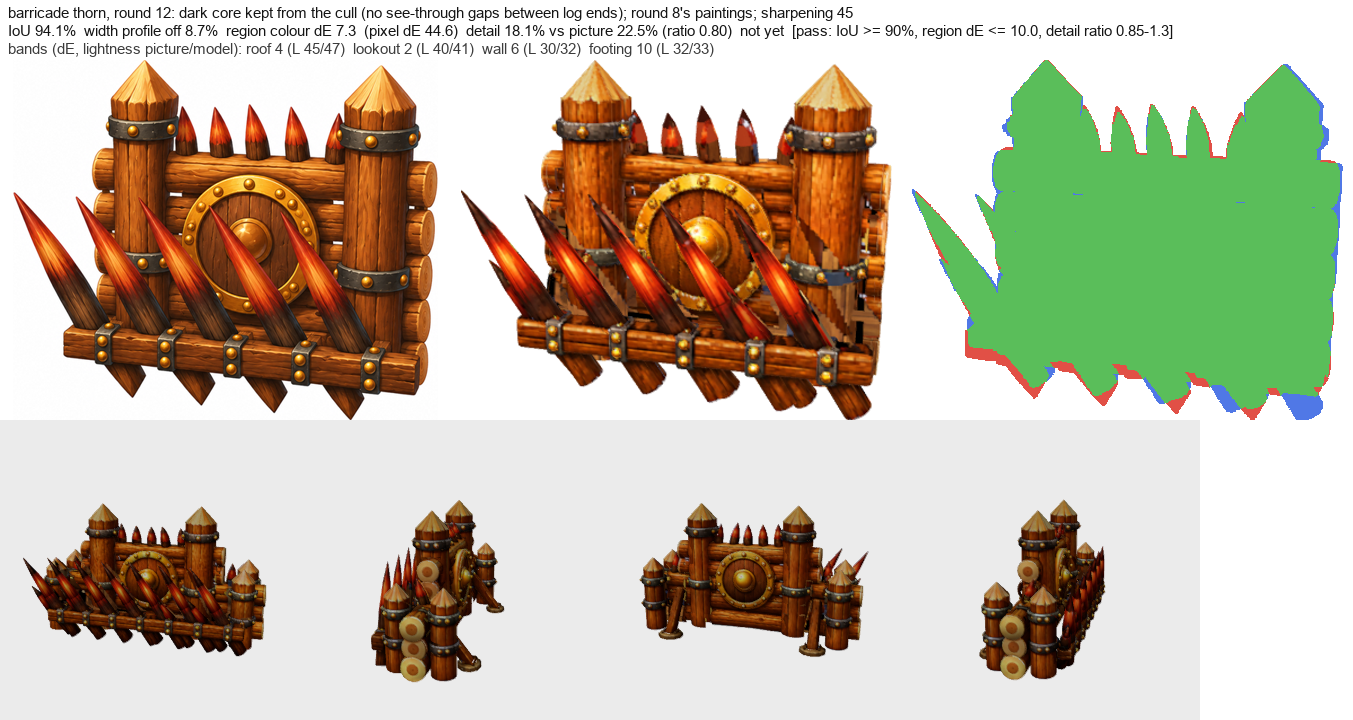 barricade thorn, round 12: dark core kept from the cull (no see-through gaps between log ends); round 8's paintings; sharpening 45
IoU 94.1%  width profile off 8.7%  region colour dE 7.3  (pixel dE 44.6)  detail 18.1% vs picture 22.5% (ratio 0.80)  not yet  [pass: IoU >= 90%, region dE <= 10.0, detail ratio 0.85-1.3]
bands (dE, lightness picture/model): roof 4 (L 45/47)  lookout 2 (L 40/41)  wall 6 (L 30/32)  footing 10 (L 32/33)